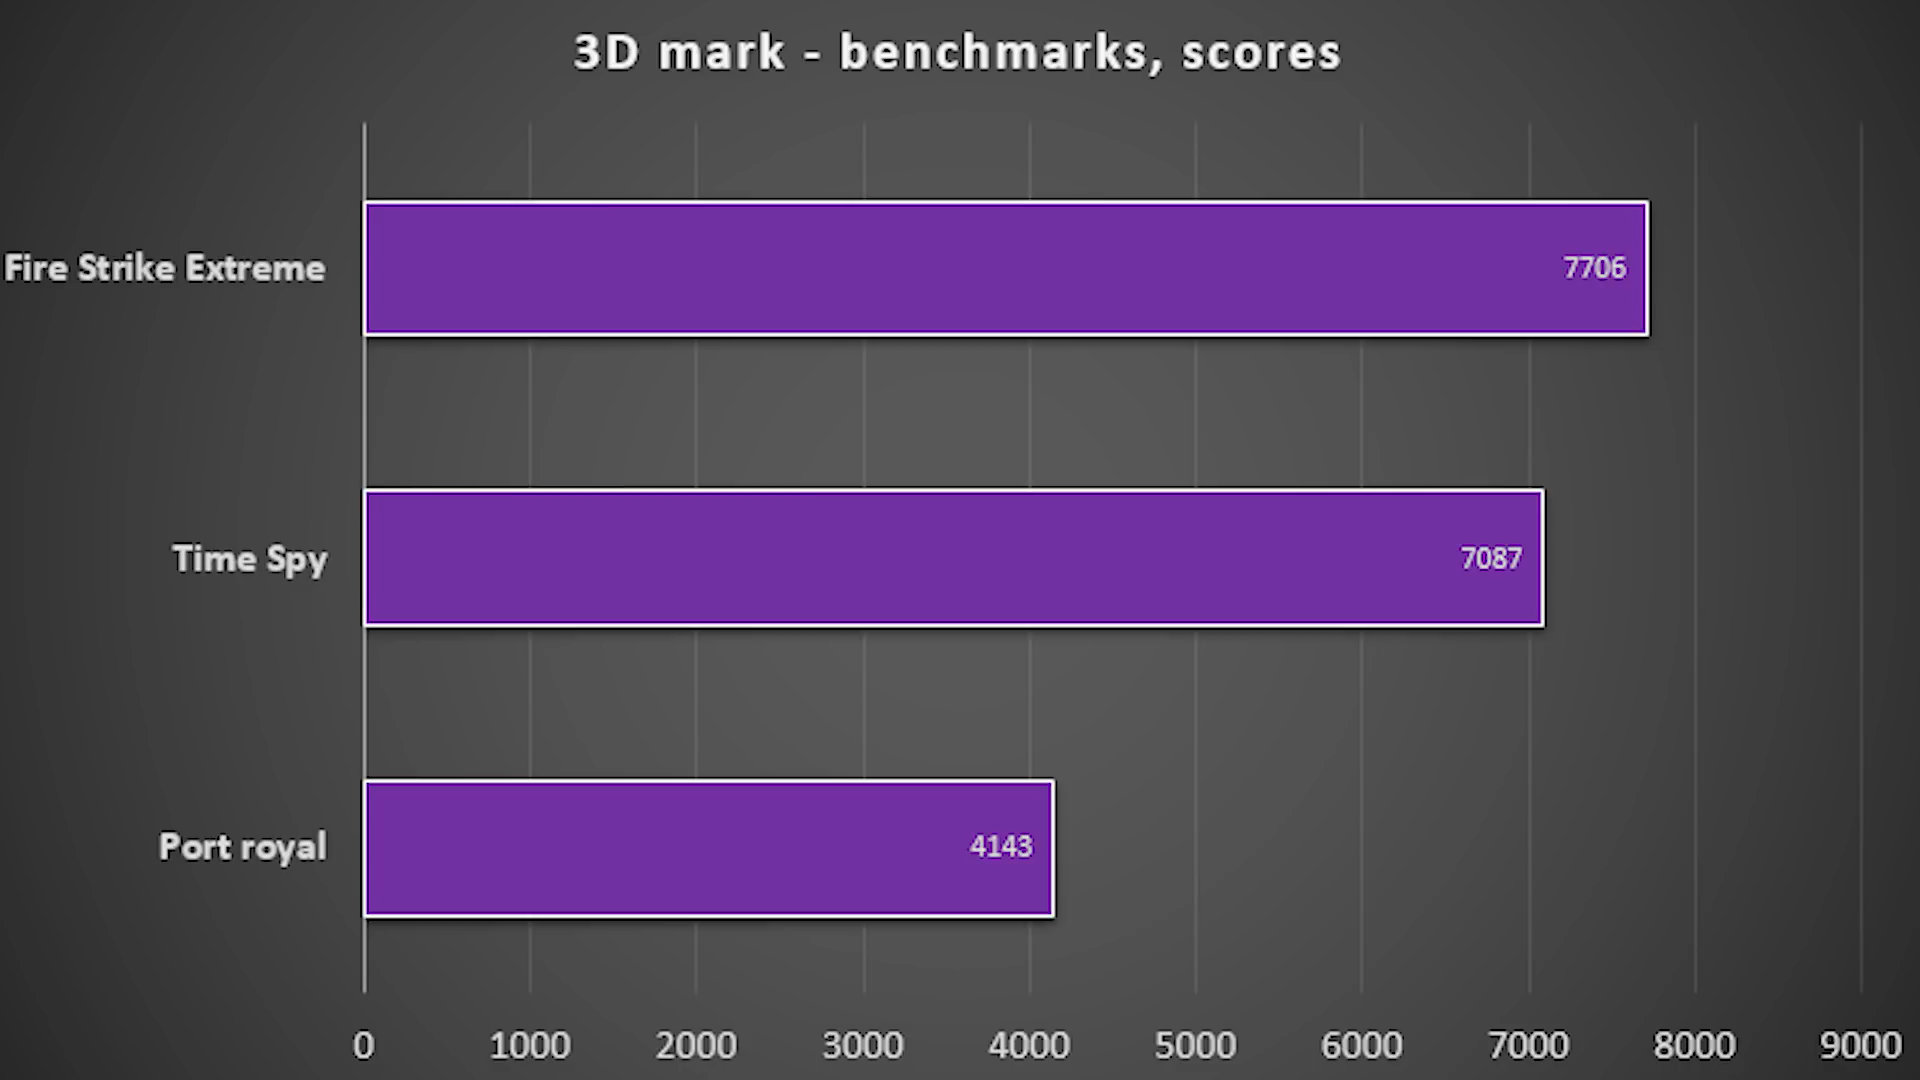 3D mark - benchmarks, scores
Fire Strike Extreme
7706
Time Spy
7087
Port royal
4143
0 1000 2000 3000 4000 5000 6000 7000 8000 9000